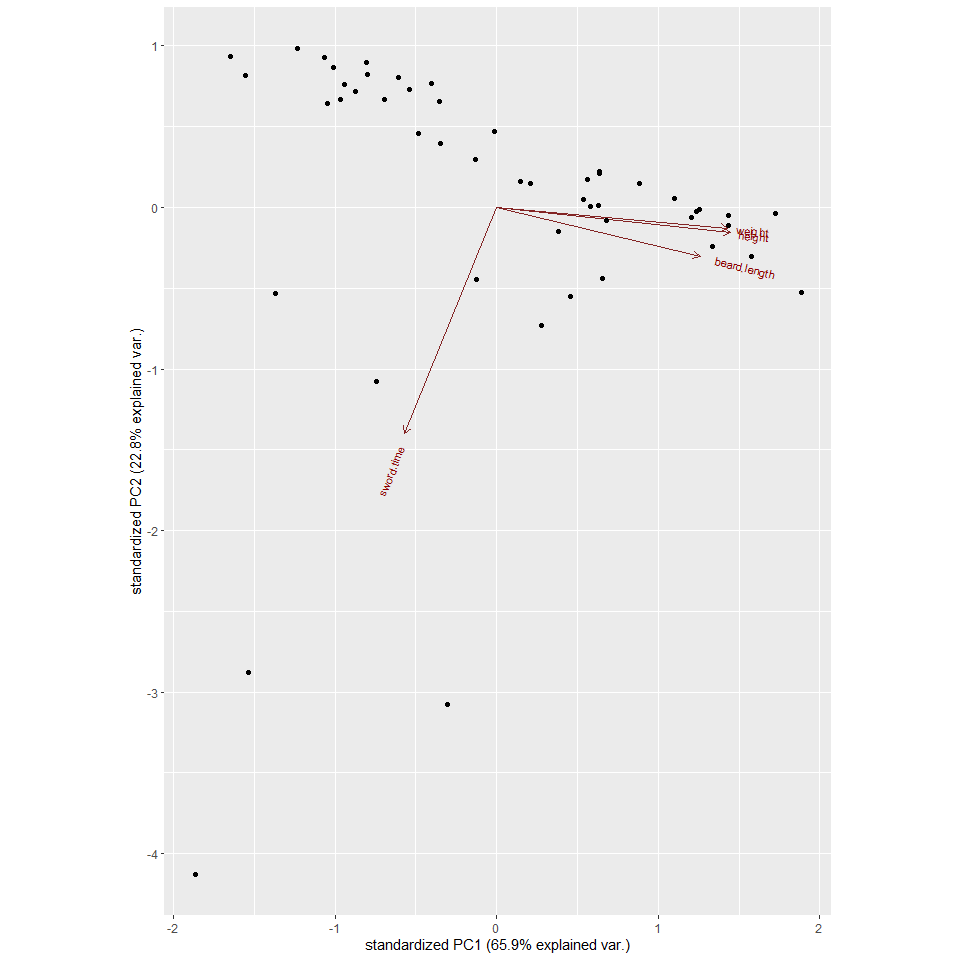 1
0
-1
-2
-3
-4
standardized PC2 (22.8% explained var.)
weight
height
beard.length
sword.time
-2
-1
0
1
2
standardized PC1 (65.9% explained var.)